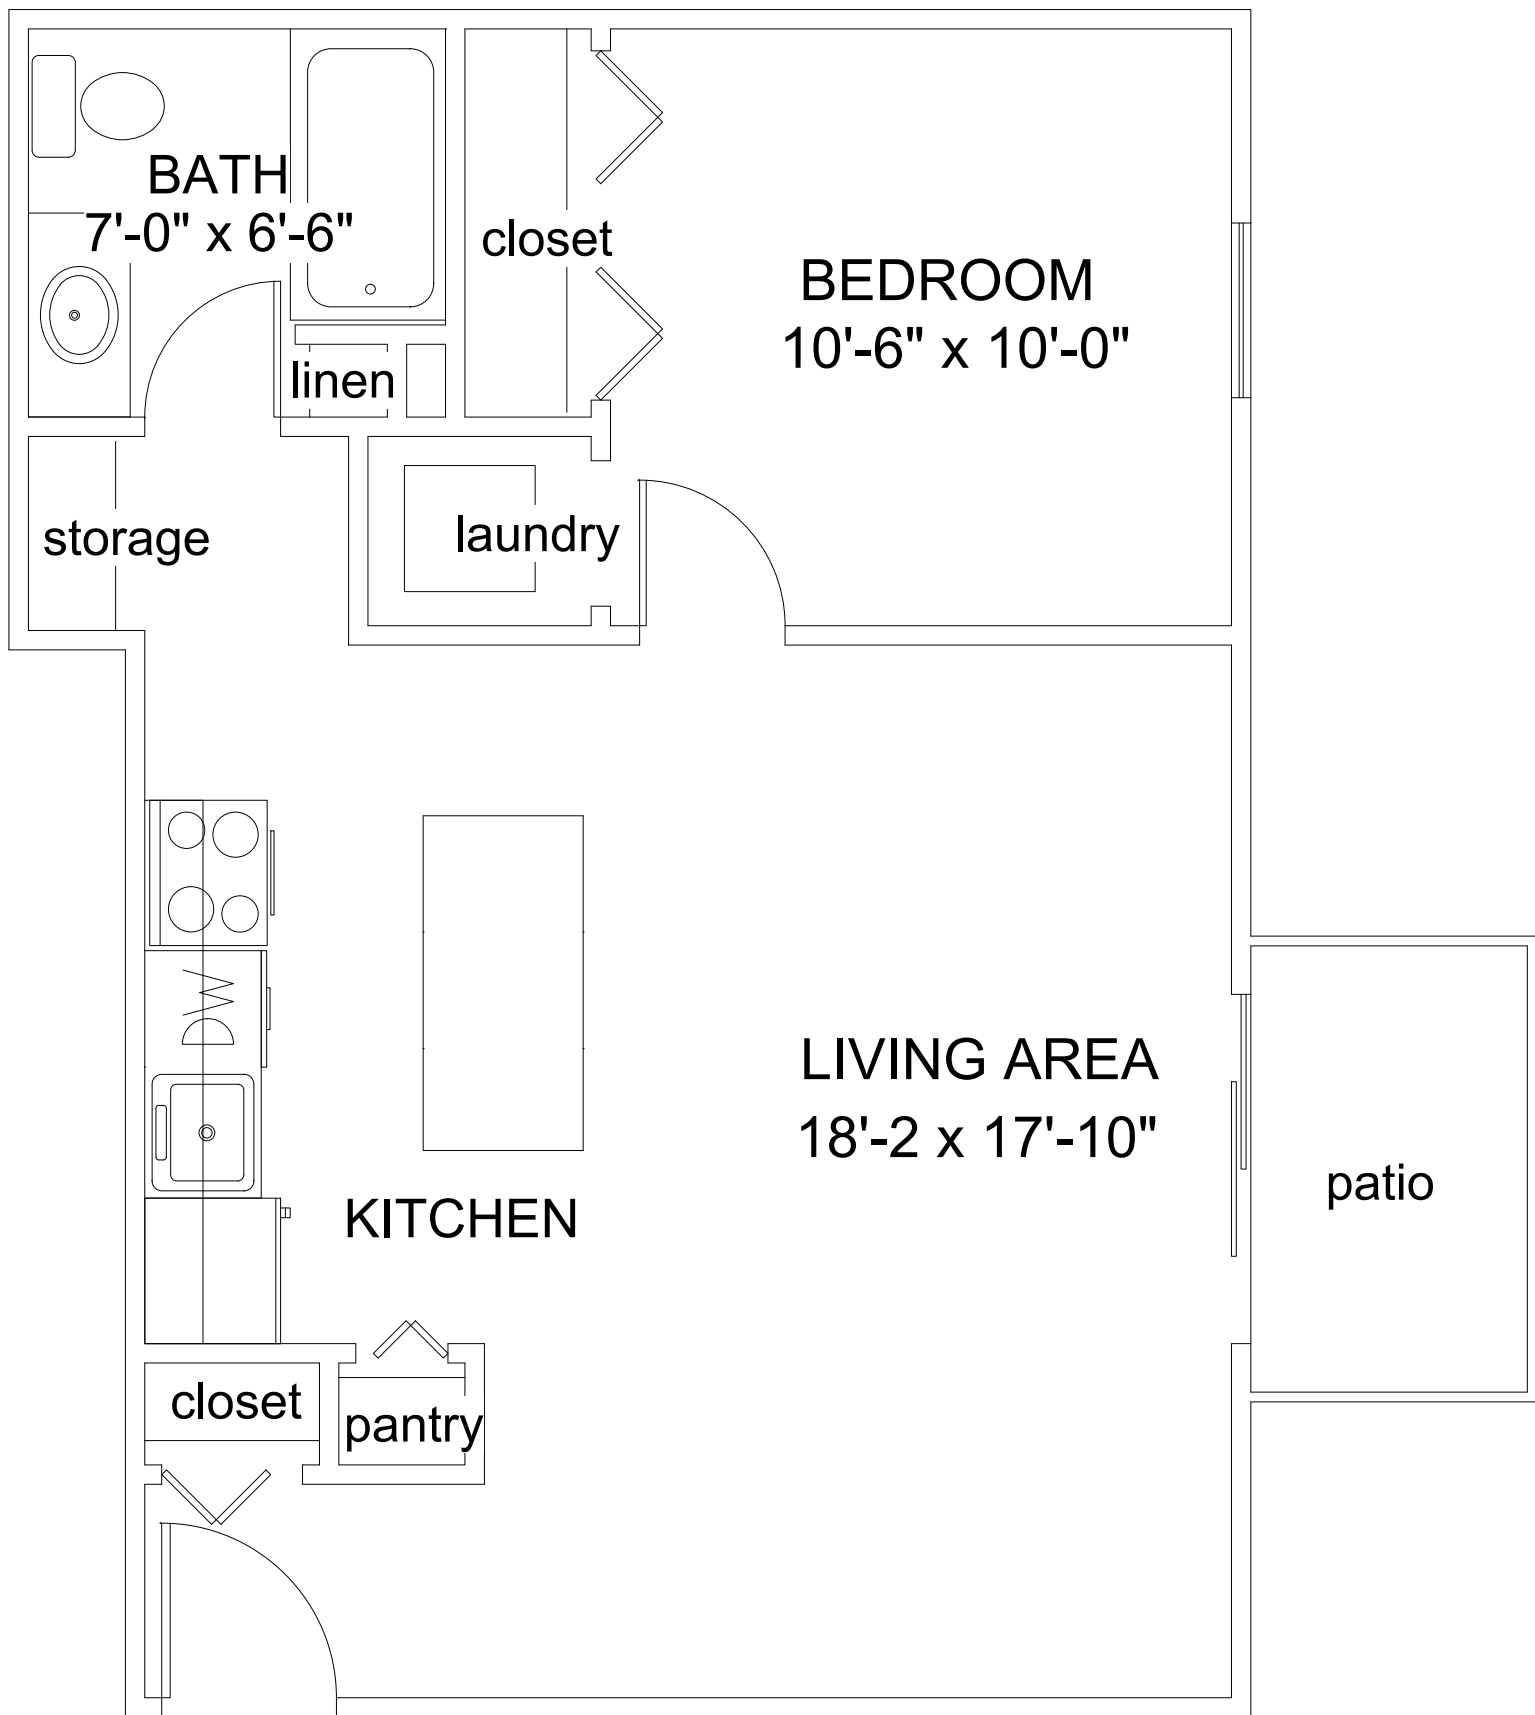 BATH
7'-0" x 6'-6"
closet
BEDROOM
10'-6" x 10'-0"
linen
storage
laundry
DW
LIVING AREA
18'-2 x 17'-10"
patio
KITCHEN
closet
pantry